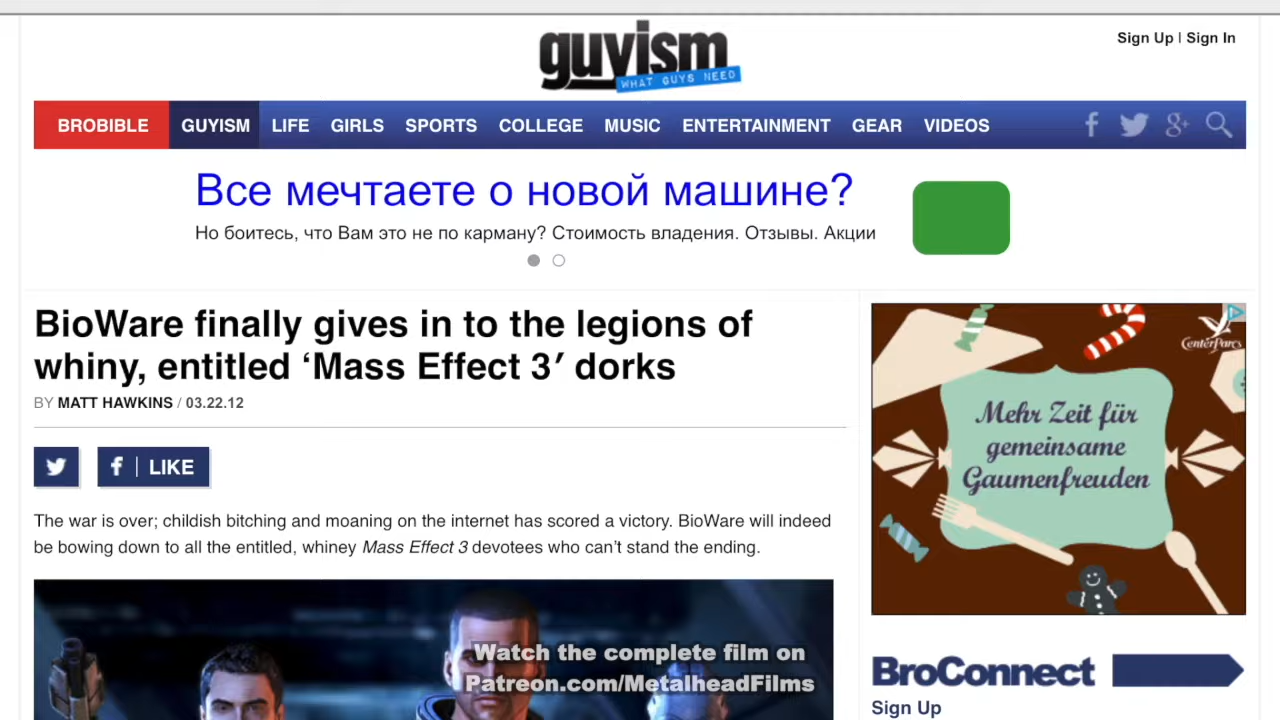 guyism
WHAT GUYS NEED
Sign Up | Sign In
BROBIBLE GUYISM LIFE GIRLS SPORTS COLLEGE MUSIC ENTERTAINMENT GEAR VIDEOS
Все мечтаете о новой машине?
Но боитесь, что Вам это не по карману? Стоимость владения. Отзывы. Акции
BioWare finally gives in to the legions of
whiny, entitled ‘Mass Effect 3′ dorks
BY MATT HAWKINS / 03.22.12
f | LIKE
The war is over; childish bitching and moaning on the internet has scored a victory. BioWare will indeed
be bowing down to all the entitled, whiney Mass Effect 3 devotees who can’t stand the ending.
Watch the complete film on
Patreon.com/MetalheadFilms
CenterParcs
Mehr Zeit für
gemeinsame
Gaumenfreuden
BroConnect
Sign Up